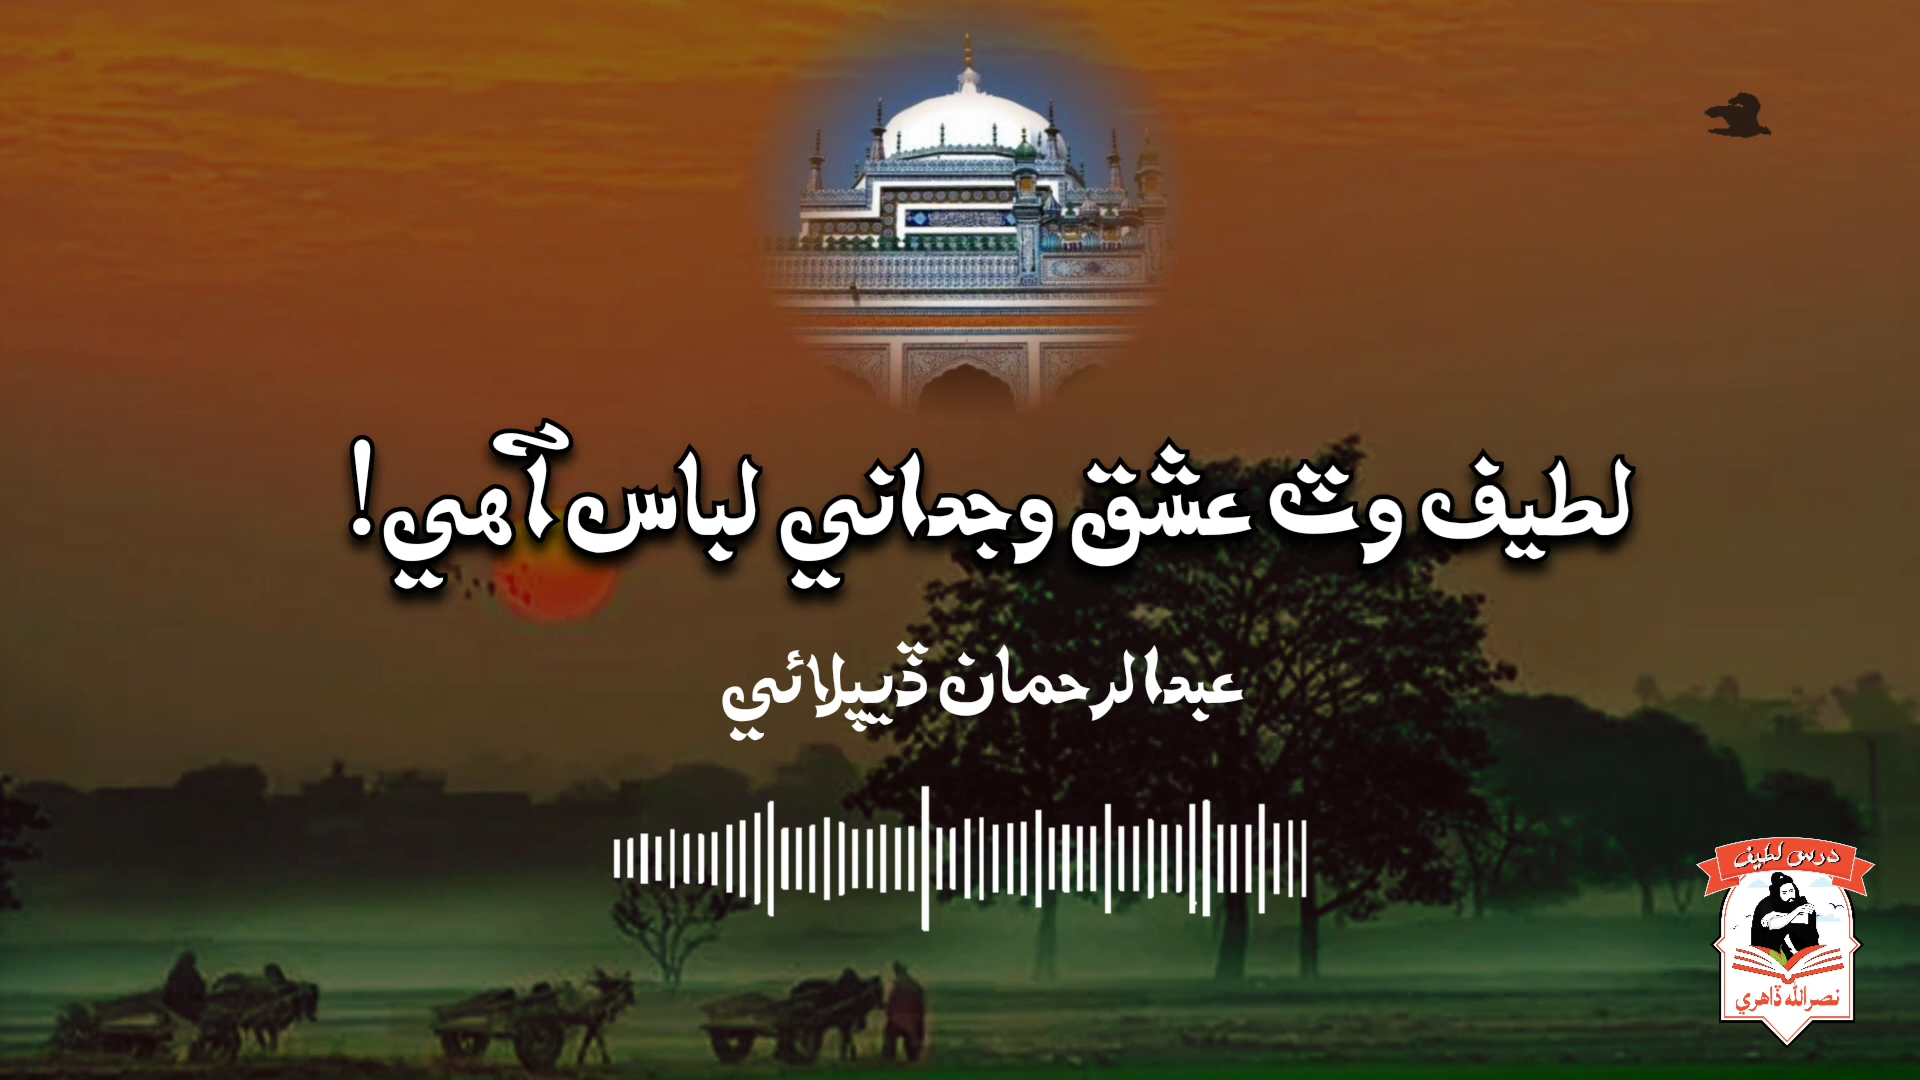 لطيف وٽ عشق وجداني لباس آهي!
عبدالرحمان ڏيپلائي
درس لطيف
نصرالله ڏاهري